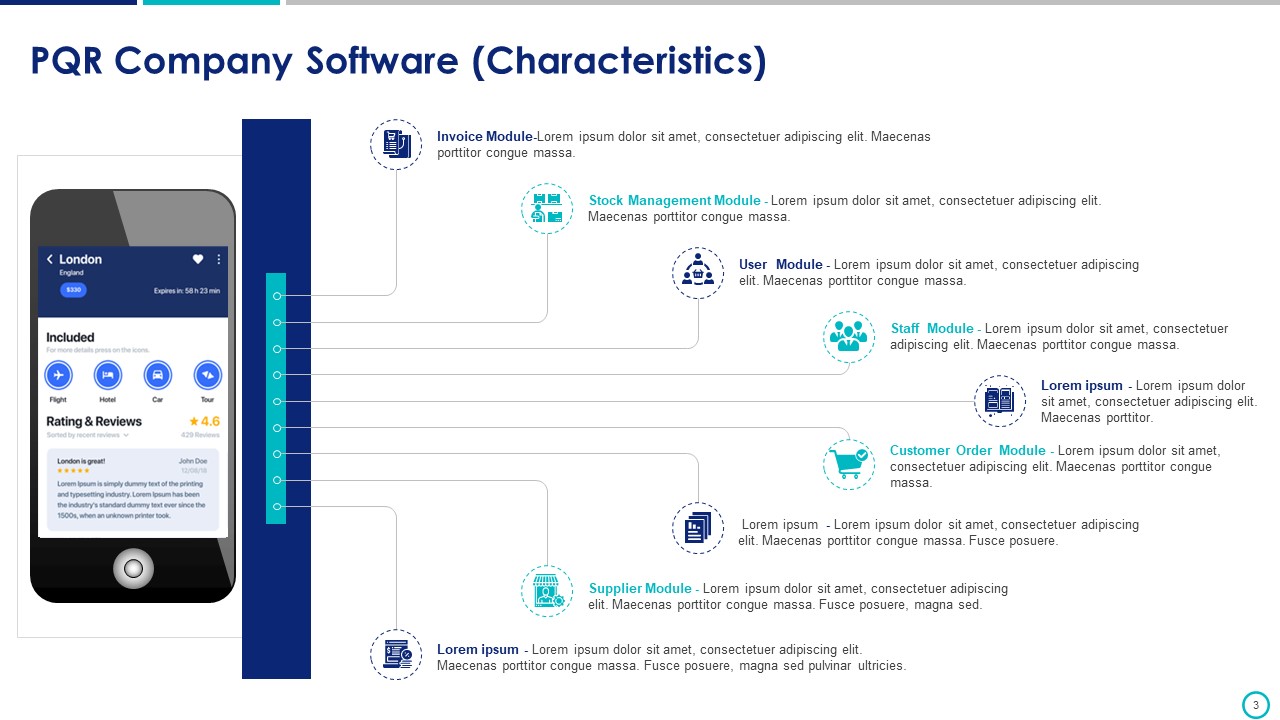 PQR Company Software (Characteristics)
Invoice Module-Lorem ipsum dolor sit amet, consectetuer adipiscing elit. Maecenas
porttitor congue massa.
Stock Management Module - Lorem ipsum dolor sit amet, consectetuer adipiscing elit.
Maecenas porttitor congue massa.
User Module - Lorem ipsum dolor sit amet, consectetuer adipiscing
elit. Maecenas porttitor congue massa.
Staff Module - Lorem ipsum dolor sit amet, consectetuer
adipiscing elit. Maecenas porttitor congue massa.
Lorem ipsum - Lorem ipsum dolor
sit amet, consectetuer adipiscing elit.
Maecenas porttitor.
Customer Order Module - Lorem ipsum dolor sit amet,
consectetuer adipiscing elit. Maecenas porttitor congue
massa.
Lorem ipsum - Lorem ipsum dolor sit amet, consectetuer adipiscing
elit. Maecenas porttitor congue massa. Fusce posuere.
Supplier Module - Lorem ipsum dolor sit amet, consectetuer adipiscing
elit. Maecenas porttitor congue massa. Fusce posuere, magna sed.
Lorem ipsum - Lorem ipsum dolor sit amet, consectetuer adipiscing elit.
Maecenas porttitor congue massa. Fusce posuere, magna sed pulvinar ultricies.
London
England
$330
Expires in: 58 h 23 min
Included
For more details press on the icons.
Flight Hotel Car Tour
Rating & Reviews ★ 4.6
Sorted by recent reviews 429 Reviews
London is great! John Doe
★★★★★ 12/08/18
Lorem Ipsum is simply dummy text of the printing
and typesetting industry. Lorem Ipsum has been
the industry's standard dummy text ever since the
1500s, when an unknown printer took.
3